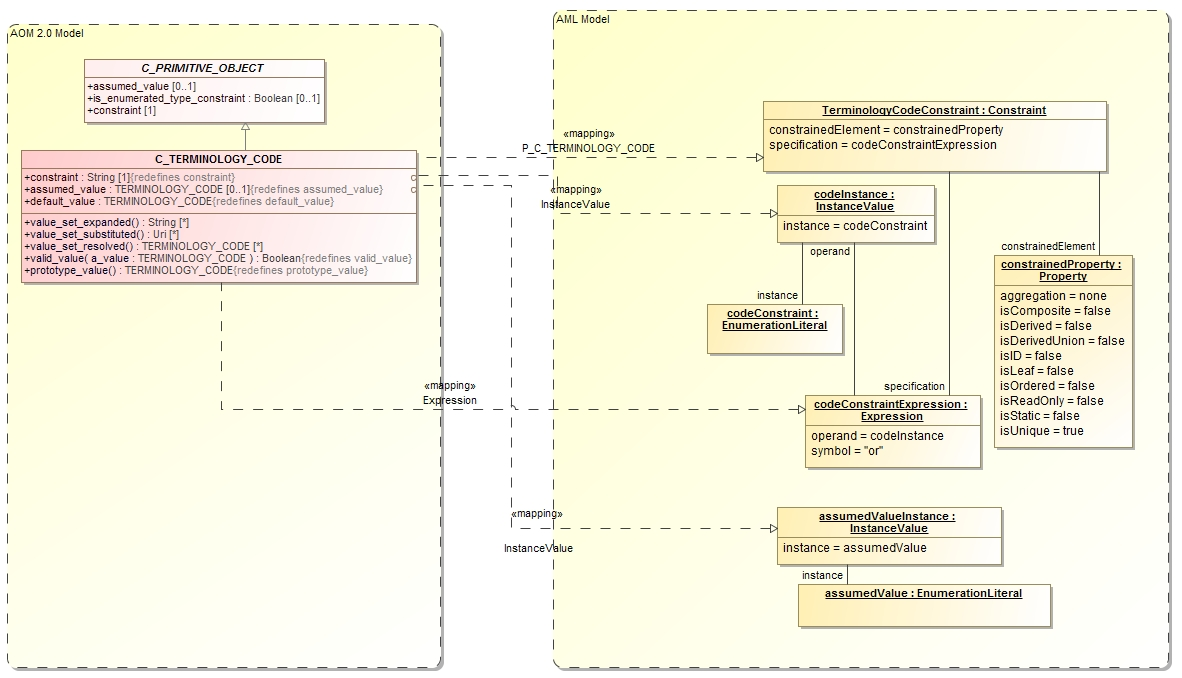 AOM 2.0 Model
C_PRIMITIVE_OBJECT
+assumed_value [0..1]
+is_enumerated_type_constraint : Boolean [0..1]
+constraint [1]
C_TERMINOLOGY_CODE
+constraint : String [1]{redefines constraint}
+assumed_value : TERMINOLOGY_CODE [0..1]{redefines assumed_value}
+default_value : TERMINOLOGY_CODE{redefines default_value}
+value_set_expanded() : String [*]
+value_set_substituted() : Uri [*]
+value_set_resolved() : TERMINOLOGY_CODE [*]
+valid_value( a_value : TERMINOLOGY_CODE ) : Boolean{redefines valid_value}
+prototype_value() : TERMINOLOGY_CODE{redefines prototype_value}
«mapping»
P_C_TERMINOLOGY_CODE
«mapping»
InstanceValue
«mapping»
Expression
«mapping»
InstanceValue
AML Model
TerminologyCodeConstraint : Constraint
constrainedElement = constrainedProperty
specification = codeConstraintExpression
codeInstance :
InstanceValue
instance = codeConstraint
operand
instance
codeConstraint :
EnumerationLiteral
constrainedElement
constrainedProperty :
Property
aggregation = none
isComposite = false
isDerived = false
isDerivedUnion = false
isID = false
isLeaf = false
isOrdered = false
isReadOnly = false
isStatic = false
isUnique = true
specification
codeConstraintExpression :
Expression
operand = codeInstance
symbol = "or"
assumedValueInstance :
InstanceValue
instance = assumedValue
instance
assumedValue : EnumerationLiteral